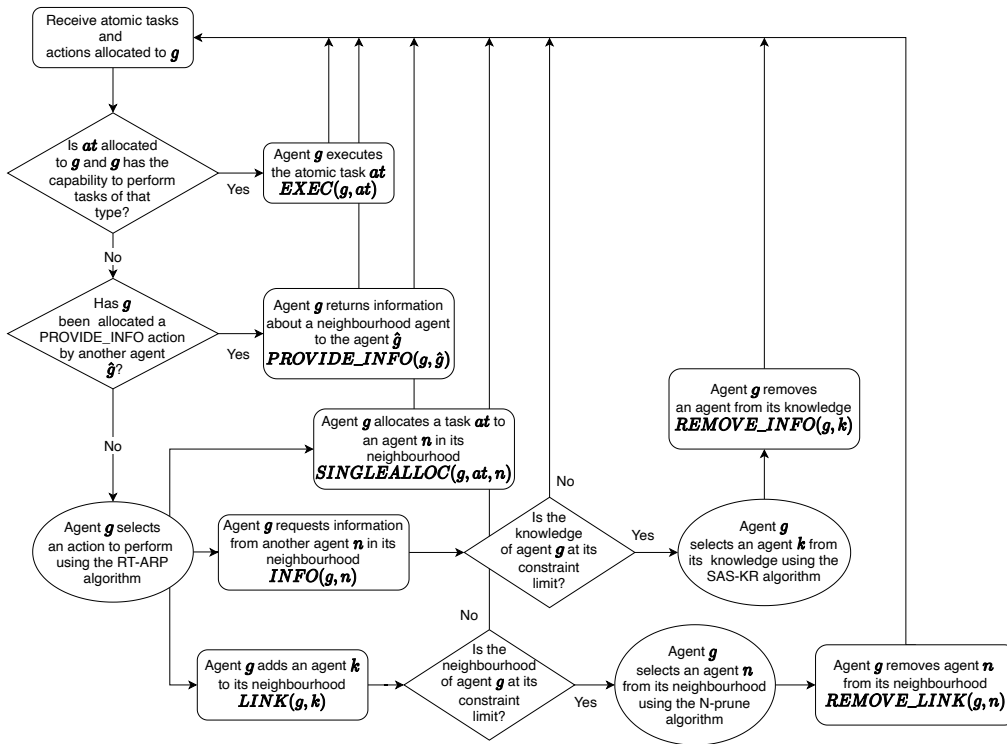 Receive atomic tasks
and
actions allocated to g
Is at allocated
to g and g has the
capability to perform
tasks of that
type?
Yes
Agent g executes
the atomic task at
EXEC(g, at)
No
Has g
been allocated a
PROVIDE_INFO action
by another agent
ĝ?
Yes
Agent g returns information
about a neighbourhood agent
to the agent ĝ
PROVIDE_INFO(g, ĝ)
No
Agent g allocates a task at to
an agent n in its
neighbourhood
SINGLEALLOC(g, at, n)
Agent g removes
an agent from its knowledge
REMOVE_INFO(g, k)
Agent g selects
an action to perform
using the RT-ARP
algorithm
Agent g requests information
from another agent n in its
neighbourhood
INFO(g, n)
No
Is the
knowledge
of agent g at its
constraint
limit?
Yes
Agent g
selects an agent k from
its knowledge using the
SAS-KR algorithm
No
Agent g adds an agent k
to its neighbourhood
LINK(g, k)
Is the
neighbourhood
of agent g at its
constraint
limit?
Yes
Agent g
selects an agent n
from its neighbourhood
using the N-prune
algorithm
Agent g removes agent n
from its neighbourhood
REMOVE_LINK(g, n)